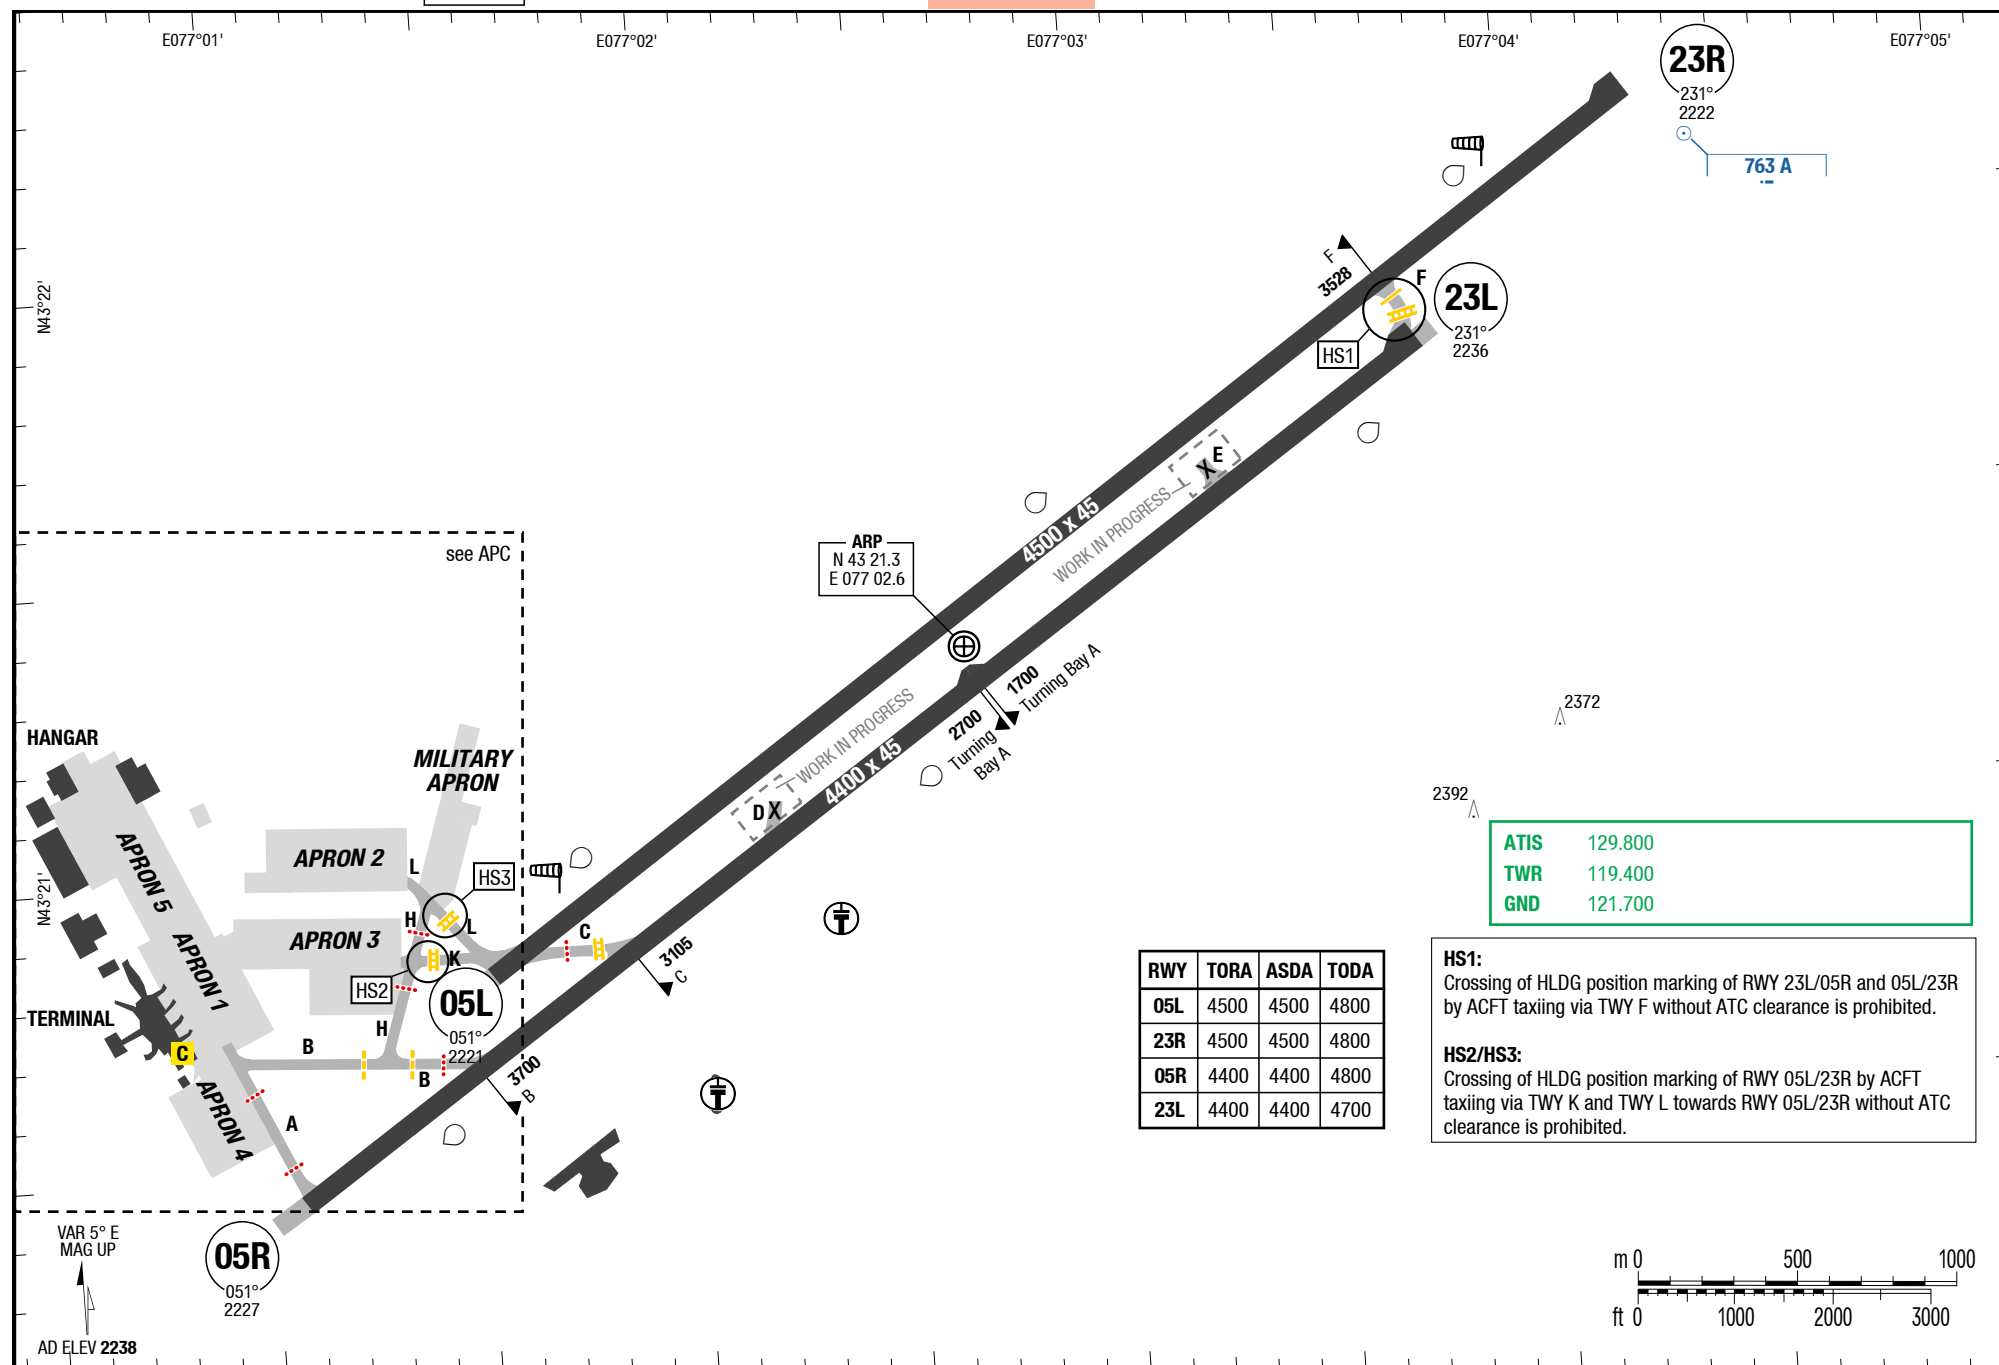 E077°01'
E077°02'
E077°03'
E077°04'
E077°05'
23R
231°
2222
763 A
N43°22'
F
3528
F
23L
231°
2236
HS1
E
WORK IN PROGRESS
4500 x 45
see APC
ARP
N 43 21.3
E 077 02.6
1700
Turning Bay A
2700
Turning
Bay A
WORK IN PROGRESS
4400 x 45
D X
X
2372
2392
HANGAR
MILITARY
APRON
APRON 5
APRON 2
L
HS3
N43°21'
H
L
APRON 3
K
C
3105
C
APRON 1
HS2
05L
051°
2221
TERMINAL
H
C
B
B
3700
B
APRON 4
A
05R
051°
2227
VAR 5° E
MAG UP
AD ELEV 2238
ATIS 129.800
TWR 119.400
GND 121.700
RWY TORA ASDA TODA
05L 4500 4500 4800
23R 4500 4500 4800
05R 4400 4400 4800
23L 4400 4400 4700
HS1:
Crossing of HLDG position marking of RWY 23L/05R and 05L/23R
by ACFT taxiing via TWY F without ATC clearance is prohibited.
HS2/HS3:
Crossing of HLDG position marking of RWY 05L/23R by ACFT
taxiing via TWY K and TWY L towards RWY 05L/23R without ATC
clearance is prohibited.
m 0 500 1000
ft 0 1000 2000 3000